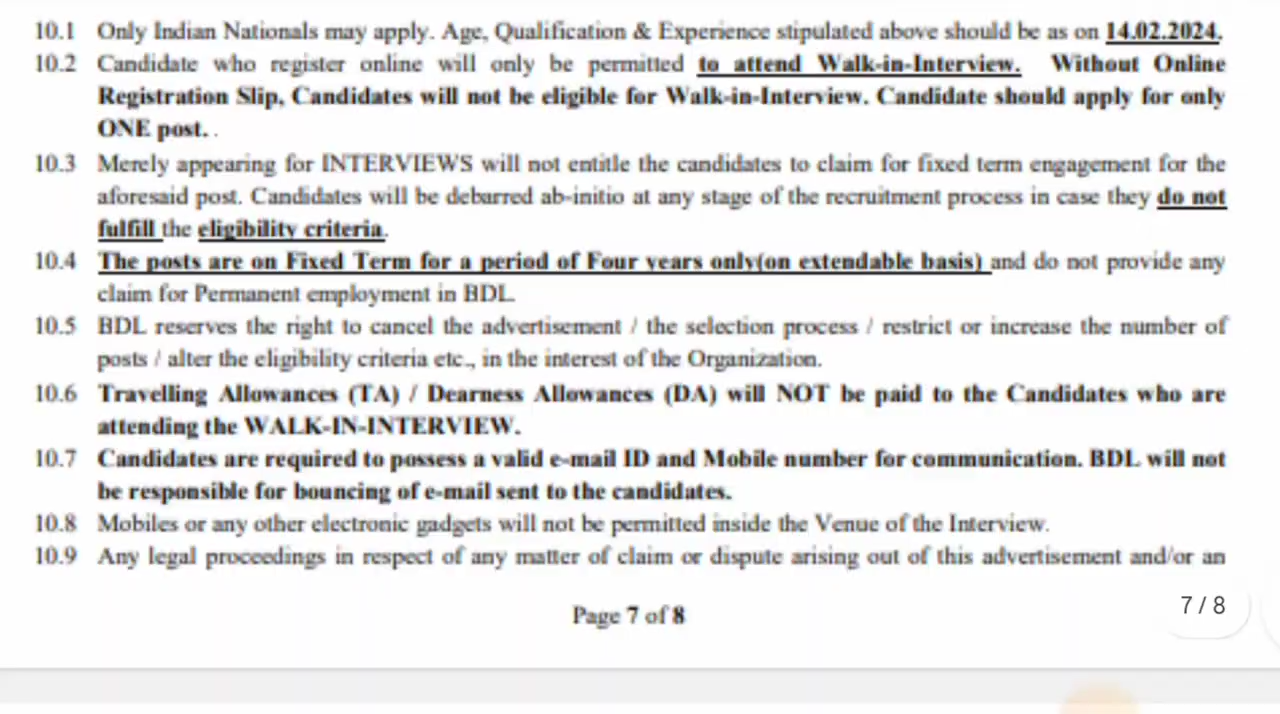 10.1 Only Indian Nationals may apply. Age, Qualification & Experience stipulated above should be as on 14.02.2024.
10.2 Candidate who register online will only be permitted to attend Walk-in-Interview. Without Online
Registration Slip, Candidates will not be eligible for Walk-in-Interview. Candidate should apply for only
ONE post. .
10.3 Merely appearing for INTERVIEWS will not entitle the candidates to claim for fixed term engagement for the
aforesaid post. Candidates will be debarred ab-initio at any stage of the recruitment process in case they do not
fulfill the eligibility criteria.
10.4 The posts are on Fixed Term for a period of Four years only(on extendable basis) and do not provide any
claim for Permanent employment in BDL.
10.5 BDL reserves the right to cancel the advertisement / the selection process / restrict or increase the number of
posts / alter the eligibility criteria etc., in the interest of the Organization.
10.6 Travelling Allowances (TA) / Dearness Allowances (DA) will NOT be paid to the Candidates who are
attending the WALK-IN-INTERVIEW.
10.7 Candidates are required to possess a valid e-mail ID and Mobile number for communication. BDL will not
be responsible for bouncing of e-mail sent to the candidates.
10.8 Mobiles or any other electronic gadgets will not be permitted inside the Venue of the Interview.
10.9 Any legal proceedings in respect of any matter of claim or dispute arising out of this advertisement and/or an
Page 7 of 8
7 / 8